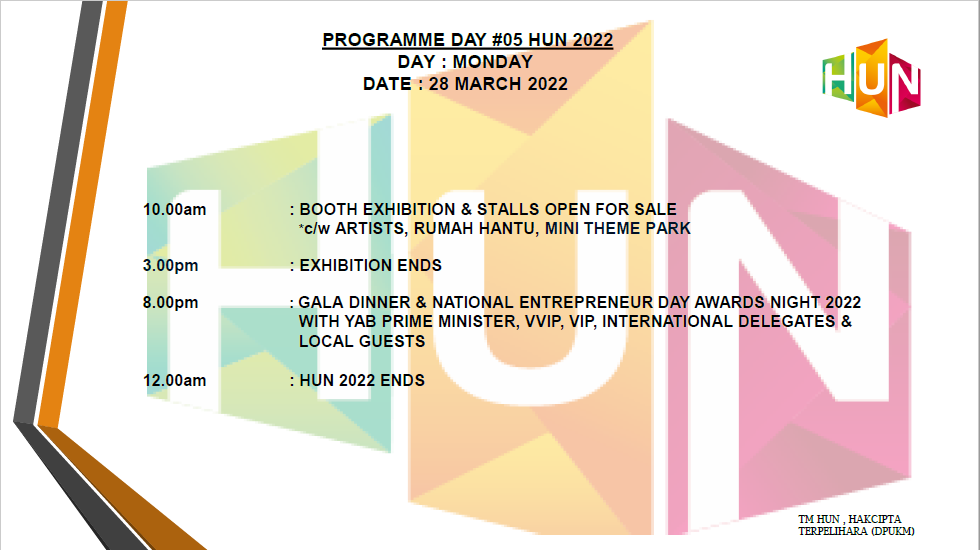 PROGRAMME DAY #05 HUN 2022
DAY : MONDAY
DATE : 28 MARCH 2022
HUN
10.00am : BOOTH EXHIBITION & STALLS OPEN FOR SALE
*c/w ARTISTS, RUMAH HANTU, MINI THEME PARK
3.00pm : EXHIBITION ENDS
8.00pm : GALA DINNER & NATIONAL ENTREPRENEUR DAY AWARDS NIGHT 2022
WITH YAB PRIME MINISTER, VVIP, VIP, INTERNATIONAL DELEGATES &
LOCAL GUESTS
12.00am : HUN 2022 ENDS
HUN
TM HUN , HAKCIPTA
TERPELIHARA (DPUKM)